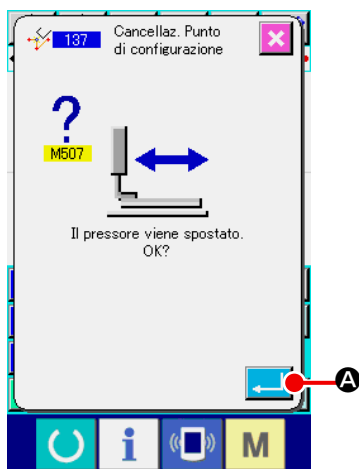 137
Cancellaz. Punto
di configurazione
?
M507
Il pressore viene spostato.
OK?
A
i
M